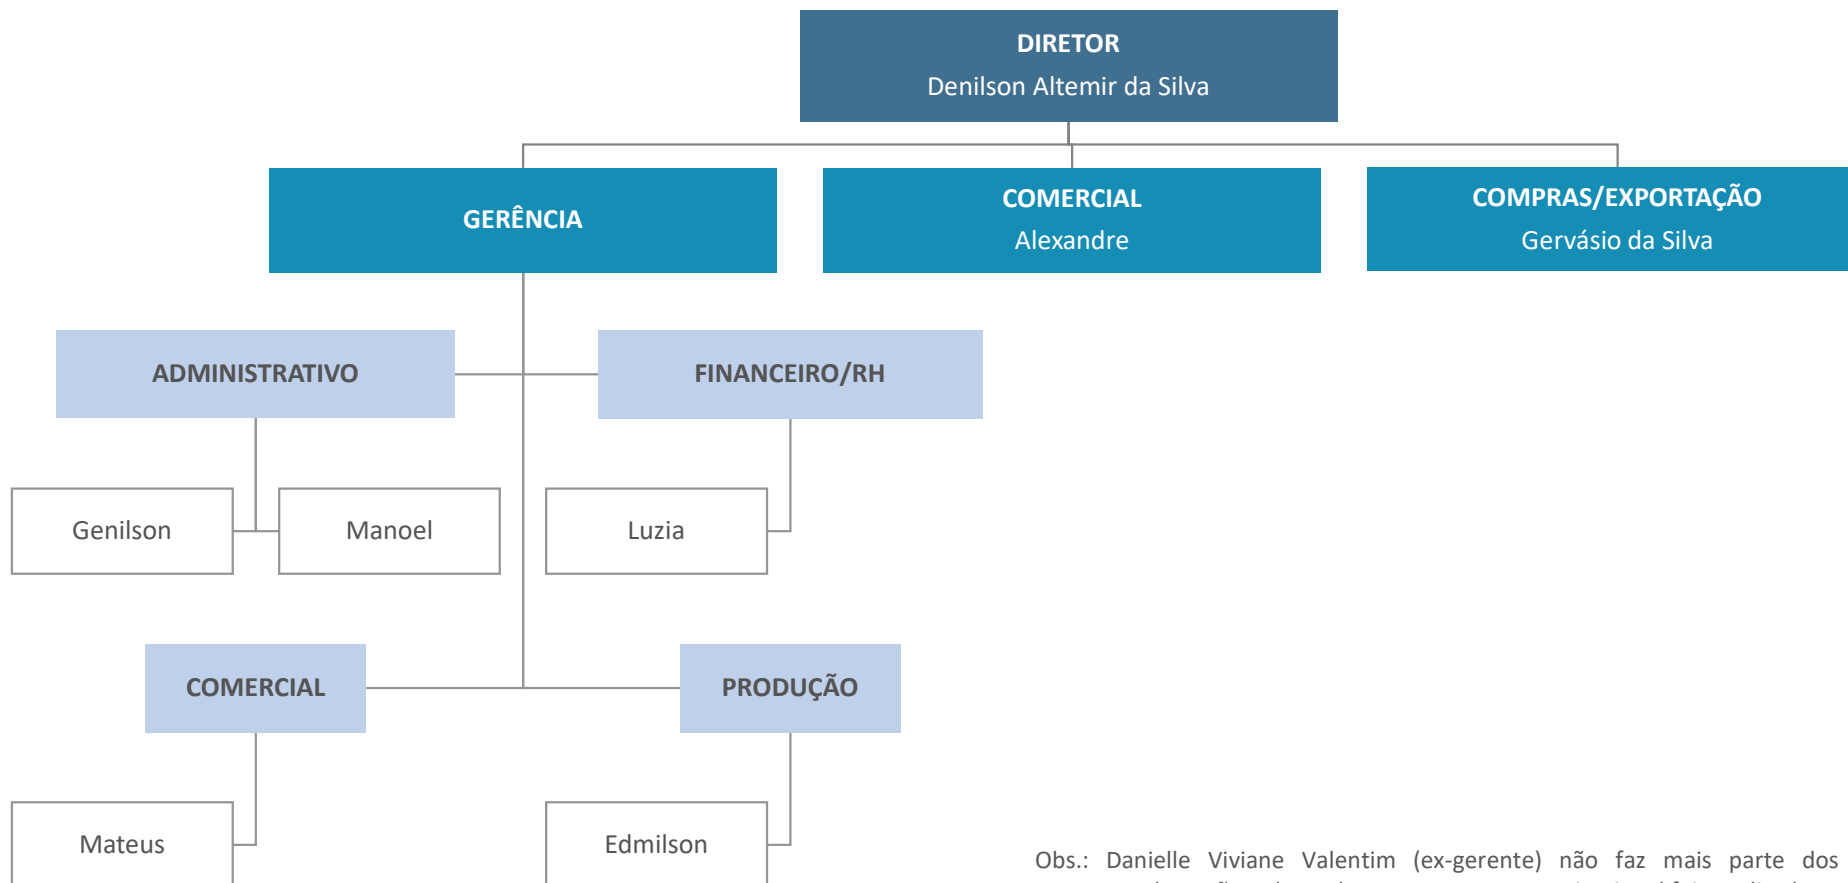 DIRETOR
Denilson Altemir da Silva
GERÊNCIA
COMERCIAL
Alexandre
COMPRAS/EXPORTAÇÃO
Gervásio da Silva
ADMINISTRATIVO
FINANCEIRO/RH
Genilson
Manoel
Luzia
COMERCIAL
PRODUÇÃO
Mateus
Edmilson
Obs.: Danielle Viviane Valentim (ex-gerente) não faz mais parte dos